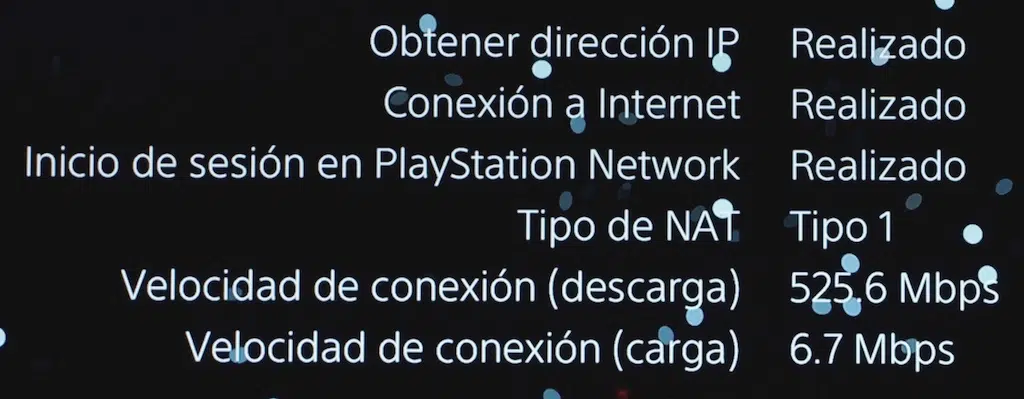 Obtener dirección IP Realizado
Conexión a Internet Realizado
Inicio de sesión en PlayStation Network Realizado
Tipo de NAT Tipo 1
Velocidad de conexión (descarga) 525.6 Mbps
Velocidad de conexión (carga) 6.7 Mbps